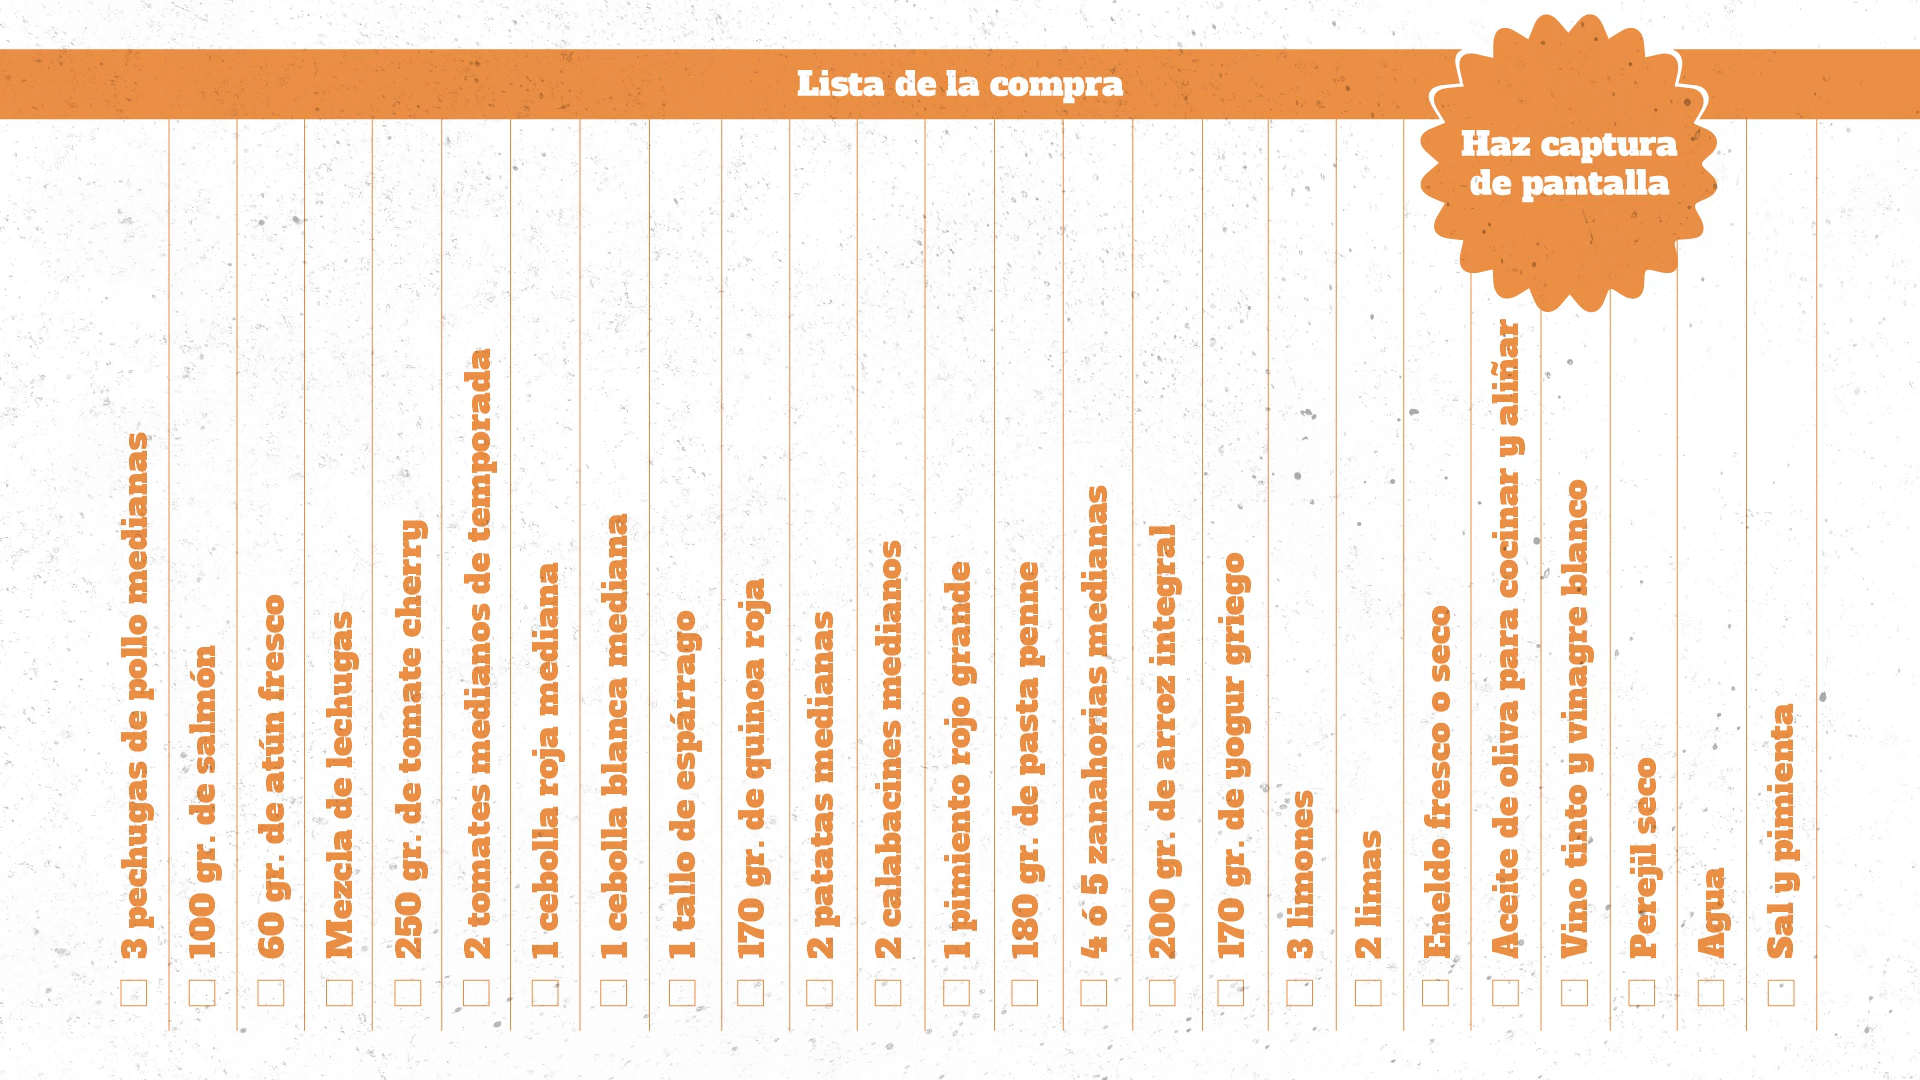 Lista de la compra
Haz captura
de pantalla
3 pechugas de pollo medianas
100 gr. de salmón
60 gr. de atún fresco
Mezcla de lechugas
250 gr. de tomate cherry
2 tomates medianos de temporada
1 cebolla roja mediana
1 cebolla blanca mediana
1 tallo de espárrago
170 gr. de quinoa roja
2 patatas medianas
2 calabacines medianos
1 pimiento rojo grande
180 gr. de pasta penne
4 ó 5 zanahorias medianas
200 gr. de arroz integral
170 gr. de yogur griego
3 limones
2 limas
Eneldo fresco o seco
Aceite de oliva para cocinar y aliñar
Vino tinto y vinagre blanco
Perejil seco
Agua
Sal y pimienta